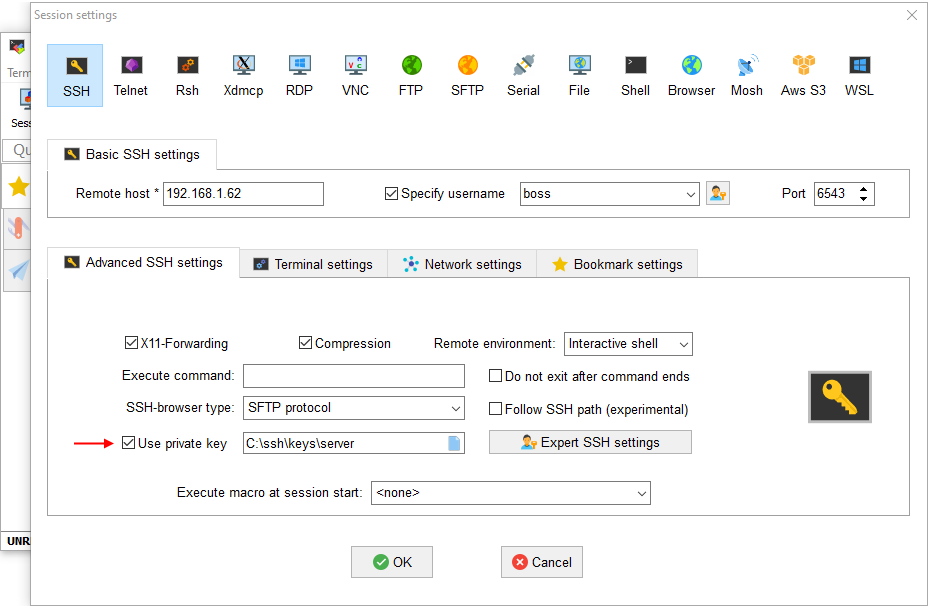 Session settings
SSH Telnet Rsh Xdmcp RDP VNC FTP SFTP Serial File Shell Browser Mosh Aws S3 WSL
Term
Sess
Qu
Basic SSH settings
Remote host * 192.168.1.62 Specify username boss Port 6543
Advanced SSH settings Terminal settings Network settings Bookmark settings
X11-Forwarding Compression Remote environment: Interactive shell
Execute command: Do not exit after command ends
SSH-browser type: SFTP protocol Follow SSH path (experimental)
Use private key C:\ssh\keys\server Expert SSH settings
Execute macro at session start: <none>
UNR
OK Cancel